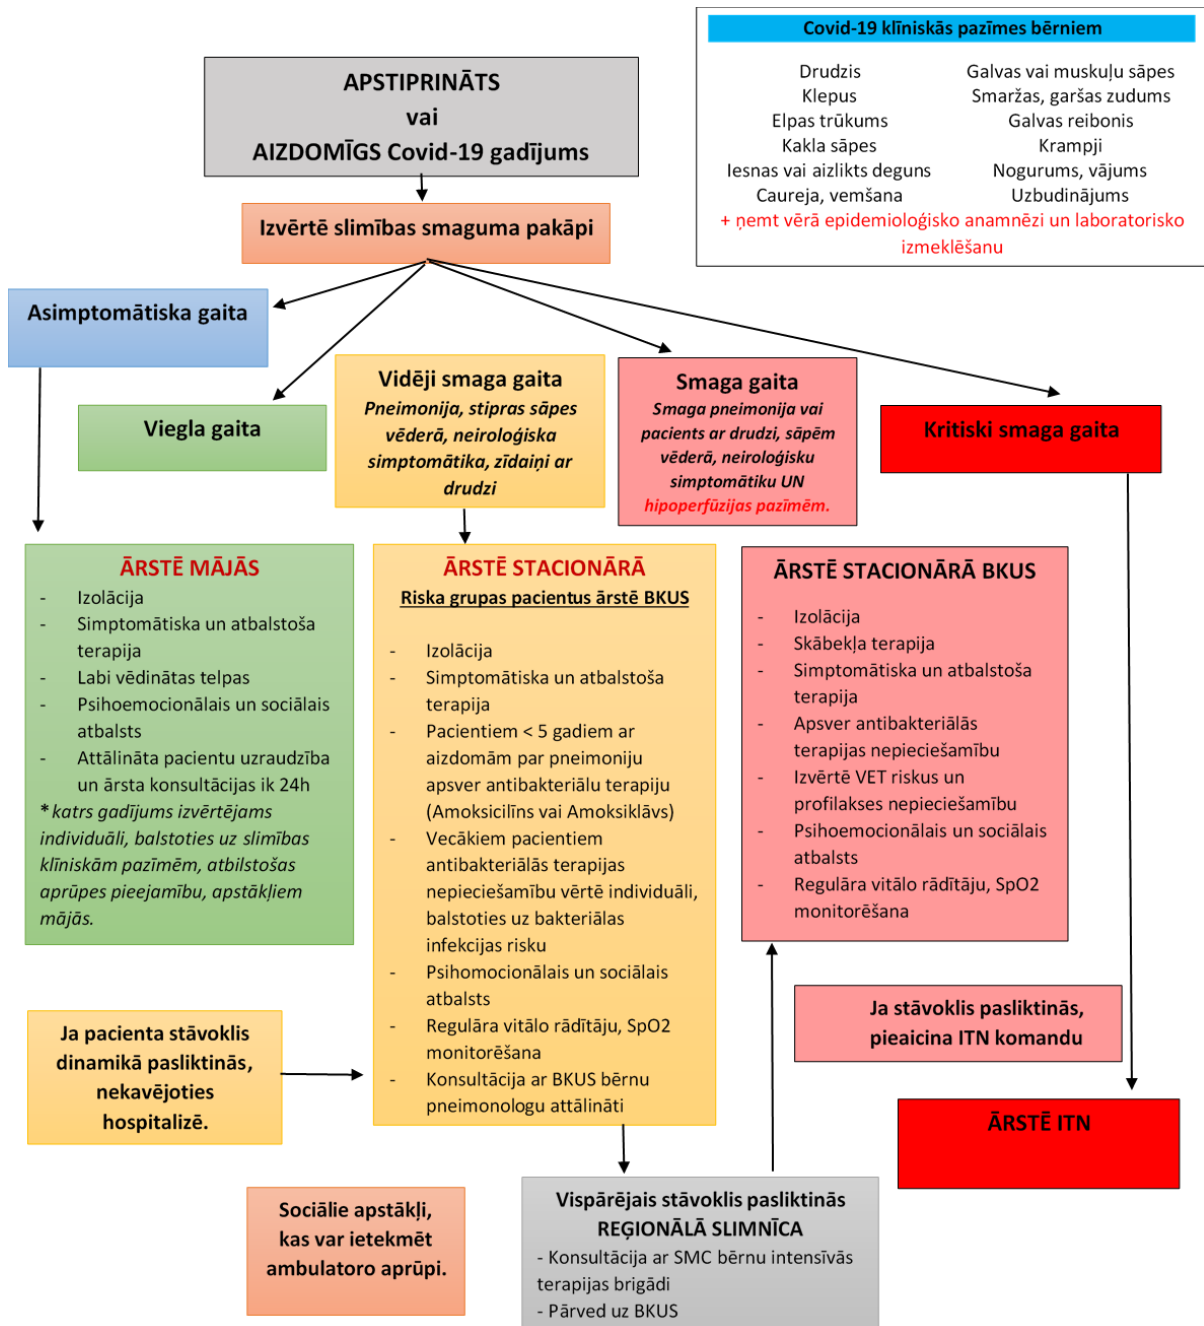 Covid-19 klīniskās pazīmes bērniem
Drudzis
Klepus
Elpas trūkums
Kakla sāpes
Iesnas vai aizlikts deguns
Caureja, vemšana
Galvas vai muskuļu sāpes
Smaržas, garšas zudums
Galvas reibonis
Krampji
Nogurums, vājums
Uzbudinājums
+ ņemt vērā epidemioloģisko anamnēzi un laboratorisko
izmeklēšanu
APSTIPRINĀTS
vai
AIZDOMĪGS Covid-19 gadījums
Izvērtē slimības smaguma pakāpi
Asimptomātiska gaita
Viegla gaita
Vidēji smaga gaita
Pneimonija, stipras sāpes
vēderā, neiroloģiska
simptomātika, zīdaiņi ar
drudzi
Smaga gaita
Smaga pneimonija vai
pacients ar drudzi, sāpēm
vēderā, neiroloģisku
simptomātiku UN
hipoperfūzijas pazīmēm.
Kritiski smaga gaita
ĀRSTĒ MĀJĀS
- Izolācija
- Simptomātiska un atbalstoša
terapija
- Labi vēdinātas telpas
- Psihoemocionālais un sociālais
atbalsts
- Attālināta pacientu uzraudzība
un ārsta konsultācijas ik 24h
*katrs gadījums izvērtējams
individuāli, balstoties uz slimības
klīniskām pazīmēm, atbilstošas
aprūpes pieejamību, apstākļiem
mājās.
ĀRSTĒ STACIONĀRĀ
Riska grupas pacientus ārstē BKUS
- Izolācija
- Simptomātiska un atbalstoša
terapija
- Pacientiem < 5 gadiem ar
aizdomām par pneimoniju
apsver antibakteriālu terapiju
(Amoksicilīns vai Amoksiklāvs)
- Vecākiem pacientiem
antibakteriālās terapijas
nepieciešamību vērtē individuāli,
balstoties uz bakteriālas
infekcijas risku
- Psihomocionālais un sociālais
atbalsts
- Regulāra vitālo rādītāju, SpO2
monitorēšana
- Konsultācija ar BKUS bērnu
pneimonologu attālināti
ĀRSTĒ STACIONĀRĀ BKUS
- Izolācija
- Skābekļa terapija
- Simptomātiska un atbalstoša
terapija
- Apsver antibakteriālās
terapijas nepieciešamību
- Izvērtē VET riskus un
profilakses nepieciešamību
- Psihoemocionālais un sociālais
atbalsts
- Regulāra vitālo rādītāju, SpO2
monitorēšana
Ja pacienta stāvoklis
dinamikā pasliktinās,
nekavējoties
hospitalizē.
Ja stāvoklis pasliktinās,
pieaicina ITN komandu
ĀRSTĒ ITN
Sociālie apstākļi,
kas var ietekmēt
ambulatoro aprūpi.
Vispārējais stāvoklis pasliktinās
REĢIONĀLĀ SLIMNĪCA
- Konsultācija ar SMC bērnu intensīvās
terapijas brigādi
- Pārved uz BKUS